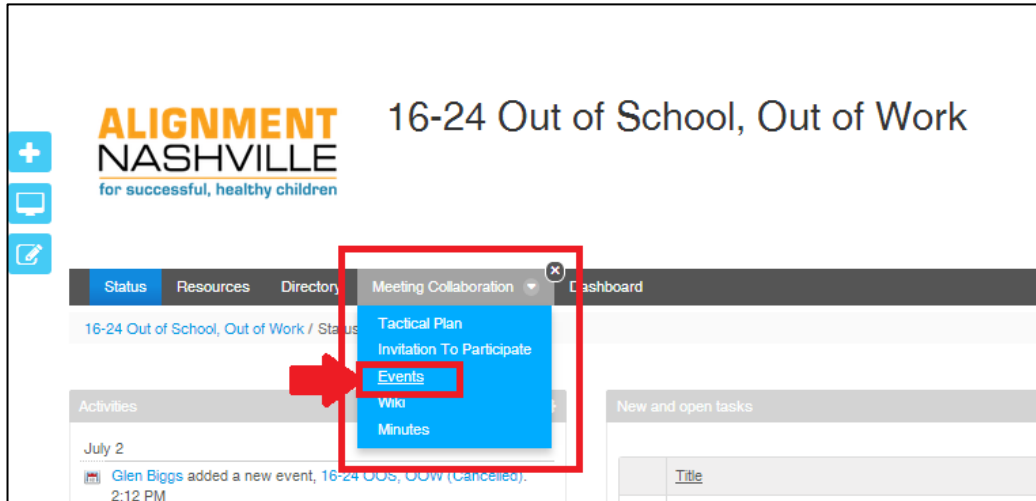 ALIGNMENT
NASHVILLE
for successful, healthy children
16-24 Out of School, Out of Work
Status Resources Directory Meeting Collaboration Dashboard
16-24 Out of School, Out of Work / Status
Tactical Plan
Invitation To Participate
Events
Wiki
Minutes
Activities
New and open tasks
July 2
Glen Biggs added a new event, 16-24 OOS, OOW (Cancelled).
2:12 PM
Title